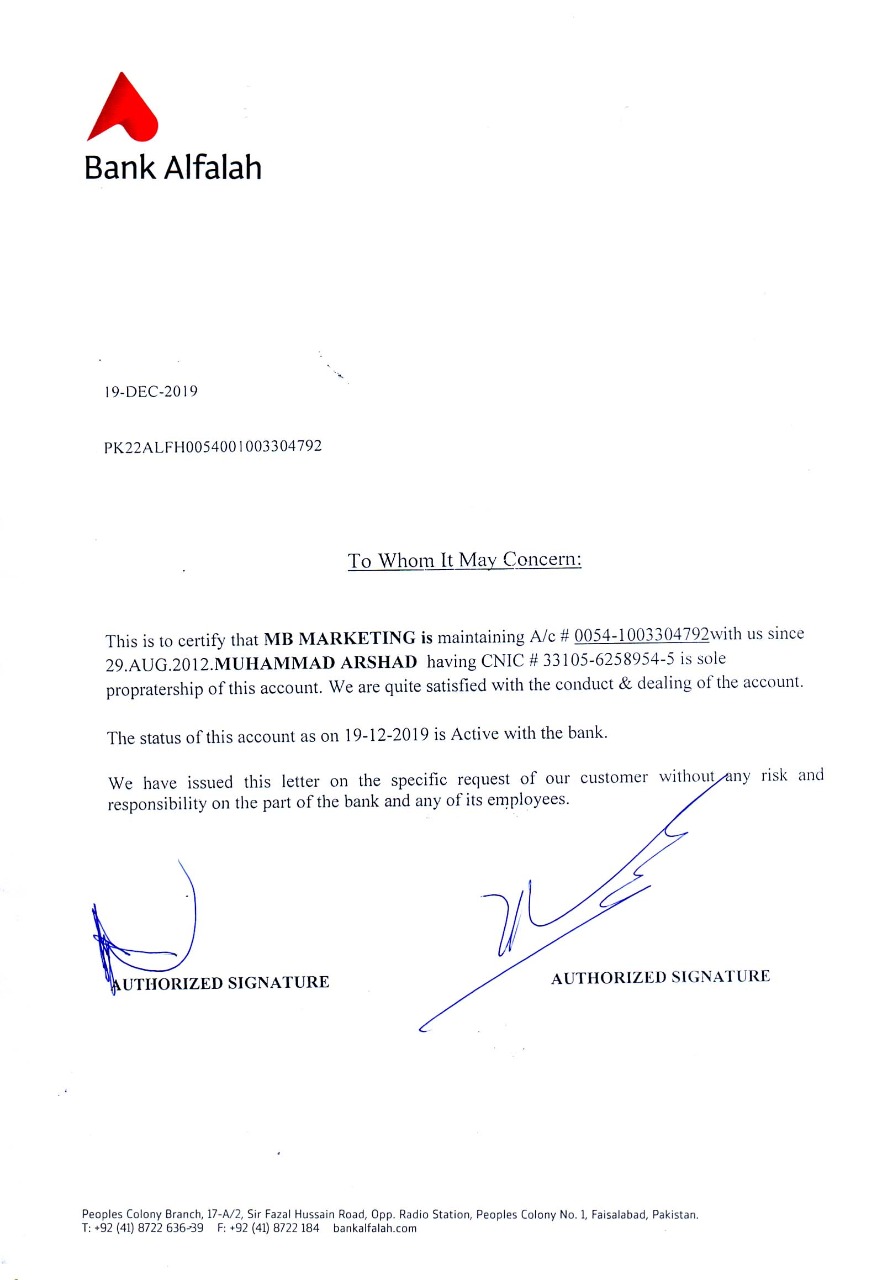 Bank Alfalah
19-DEC-2019
PK22ALFH0054001003304792
To Whom It May Concern:
This is to certify that MB MARKETING is maintaining A/c # 0054-1003304792with us since
29.AUG.2012.MUHAMMAD ARSHAD having CNIC # 33105-6258954-5 is sole
propratership of this account. We are quite satisfied with the conduct & dealing of the account.
The status of this account as on 19-12-2019 is Active with the bank.
We have issued this letter on the specific request of our customer without any risk and
responsibility on the part of the bank and any of its employees.
AUTHORIZED SIGNATURE
AUTHORIZED SIGNATURE
Peoples Colony Branch, 17-A/2, Sir Fazal Hussain Road, Opp. Radio Station, Peoples Colony No. 1, Faisalabad, Pakistan.
T: +92 (41) 8722 636-39 F: +92 (41) 8722 184 bankalfalah.com